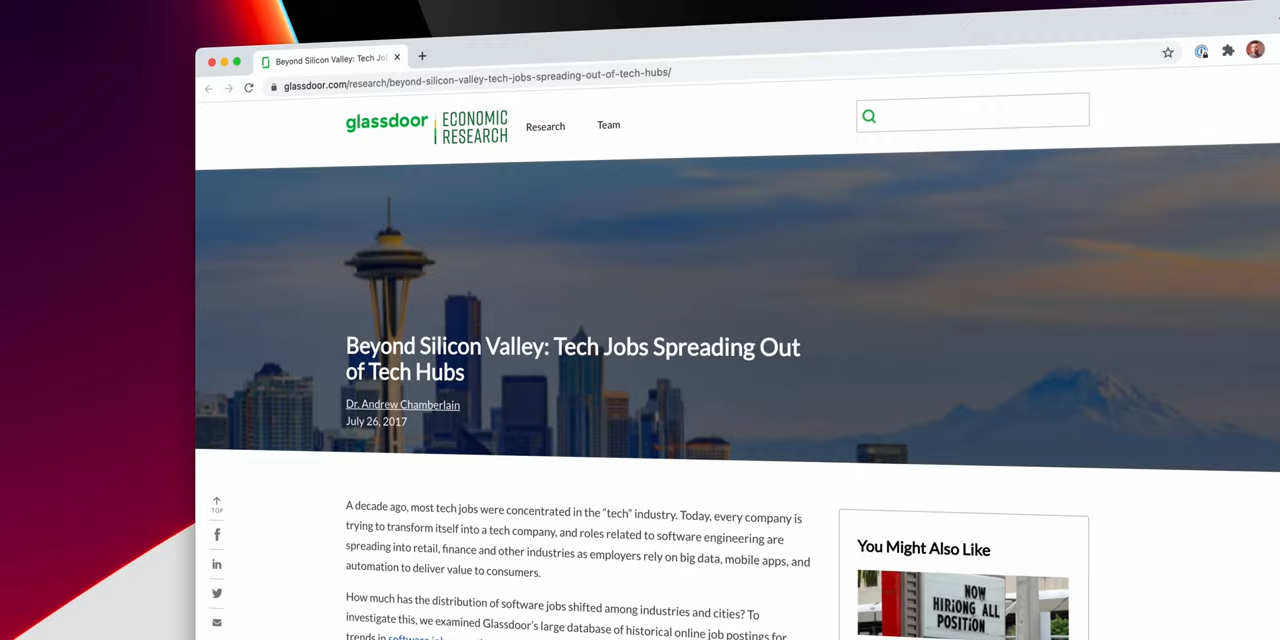 Beyond Silicon Valley: Tech Jo
glassdoor.com/research/beyond-silicon-valley-tech-jobs-spreading-out-of-tech-hubs/
glassdoor ECONOMIC RESEARCH Research Team
Beyond Silicon Valley: Tech Jobs Spreading Out
of Tech Hubs
Dr. Andrew Chamberlain
July 26, 2017
TOP
A decade ago, most tech jobs were concentrated in the “tech” industry. Today, every company is
trying to transform itself into a tech company, and roles related to software engineering are
spreading into retail, finance and other industries as employers rely on big data, mobile apps, and
automation to deliver value to consumers.
How much has the distribution of software jobs shifted among industries and cities? To
investigate this, we examined Glassdoor’s large database of historical online job postings for
trends in software
You Might Also Like
NOW
HIRIONG ALL
POSITION